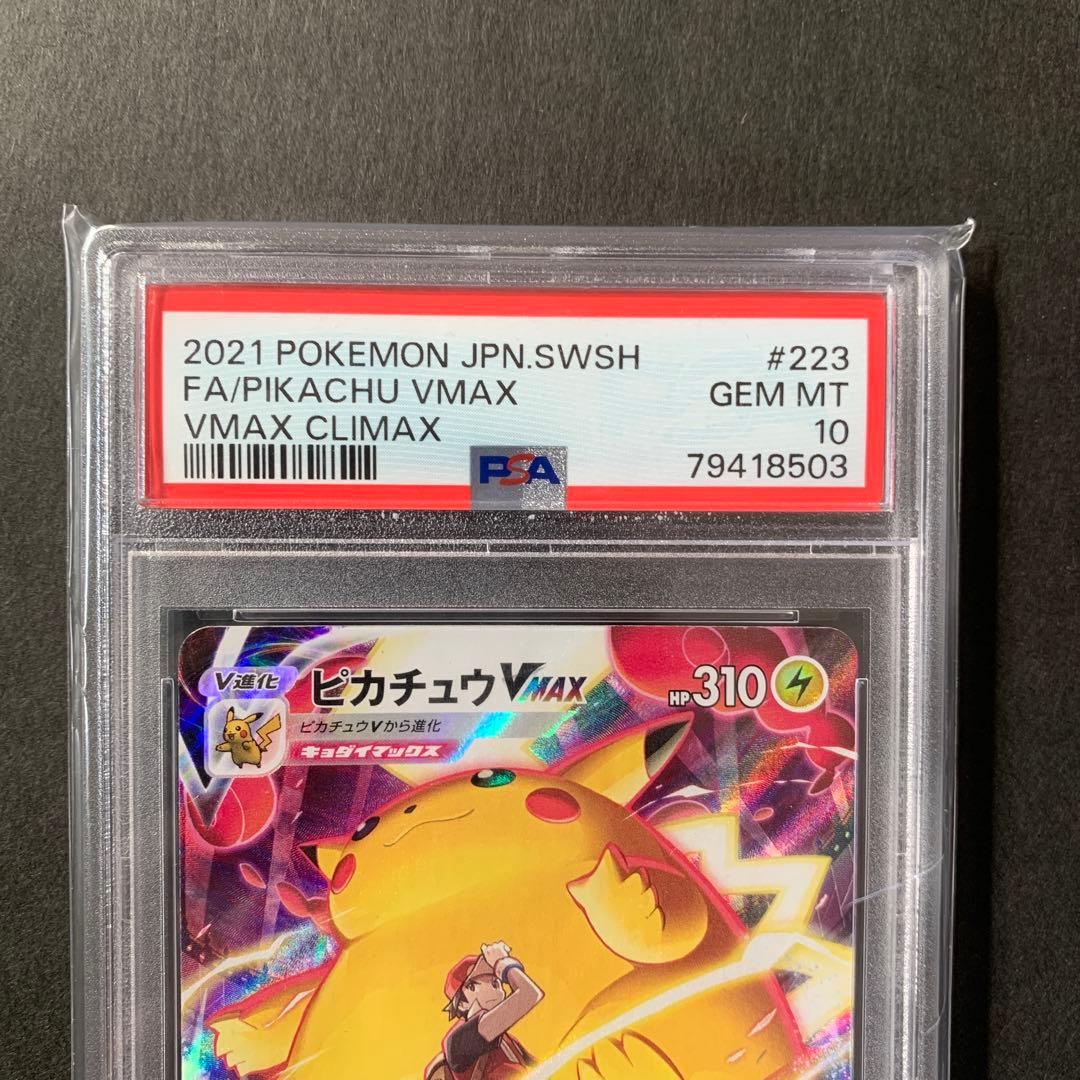 2021 POKEMON JPN.SWSH #223
FA/PIKACHU VMAX GEM MT
VMAX CLIMAX 10
PSA 79418503
V進化 ピカチュウVMAX HP310
ピカチュウVから進化
キョダイマックス